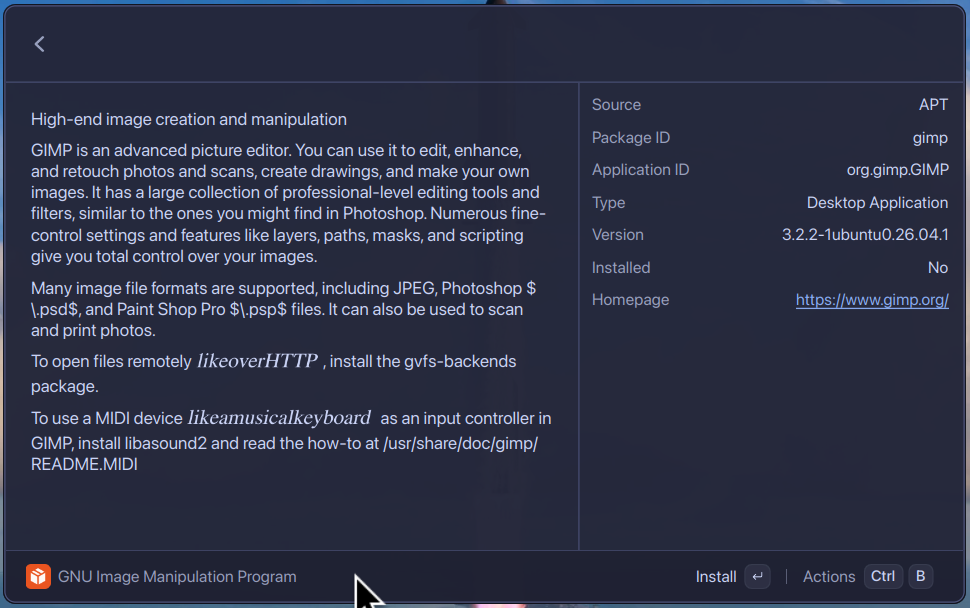 High-end image creation and manipulation
GIMP is an advanced picture editor. You can use it to edit, enhance,
and retouch photos and scans, create drawings, and make your own
images. It has a large collection of professional-level editing tools and
filters, similar to the ones you might find in Photoshop. Numerous fine-
control settings and features like layers, paths, masks, and scripting
give you total control over your images.
Many image file formats are supported, including JPEG, Photoshop $
\.psd$, and Paint Shop Pro $\.psp$ files. It can also be used to scan
and print photos.
To open files remotely likeoverHTTP , install the gvfs-backends
package.
To use a MIDI device likeamusicalkeyboard as an input controller in
GIMP, install libasound2 and read the how-to at /usr/share/doc/gimp/
README.MIDI
Source APT
Package ID gimp
Application ID org.gimp.GIMP
Type Desktop Application
Version 3.2.2-1ubuntu0.26.04.1
Installed No
Homepage https://www.gimp.org/
GNU Image Manipulation Program Install ↵ | Actions Ctrl B